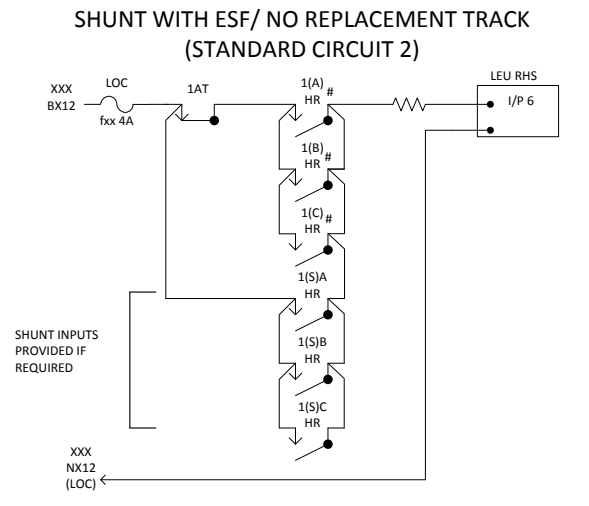 SHUNT WITH ESF/ NO REPLACEMENT TRACK
(STANDARD CIRCUIT 2)
XXX
BX12
LOC
fxx 4A
1AT
1(A)
HR
#
LEU RHS
I/P 6
1(B)
HR
#
1(C)
HR
#
1(S)A
HR
SHUNT INPUTS
PROVIDED IF
REQUIRED
1(S)B
HR
1(S)C
HR
XXX
NX12
(LOC)